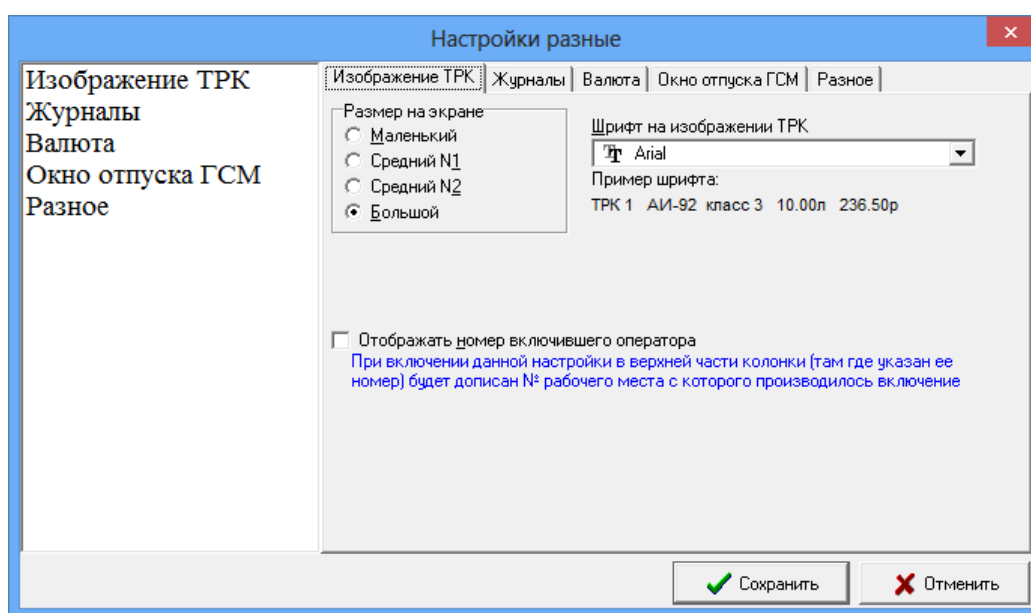 Настройки разные
Изображение ТРК
Журналы
Валюта
Окно отпуска ГСМ
Разное
Изображение ТРК Журналы Валюта Окно отпуска ГСМ Разное
Размер на экране
Маленький
Средний N1
Средний N2
Большой
Шрифт на изображении ТРК
Arial
Пример шрифта:
ТРК 1 АИ-92 класс 3 10.00л 236.50р
Отображать номер включившего оператора
При включении данной настройки в верхней части колонки (там где указан ее
номер) будет дописан № рабочего места с которого производилось включение
Сохранить Отменить